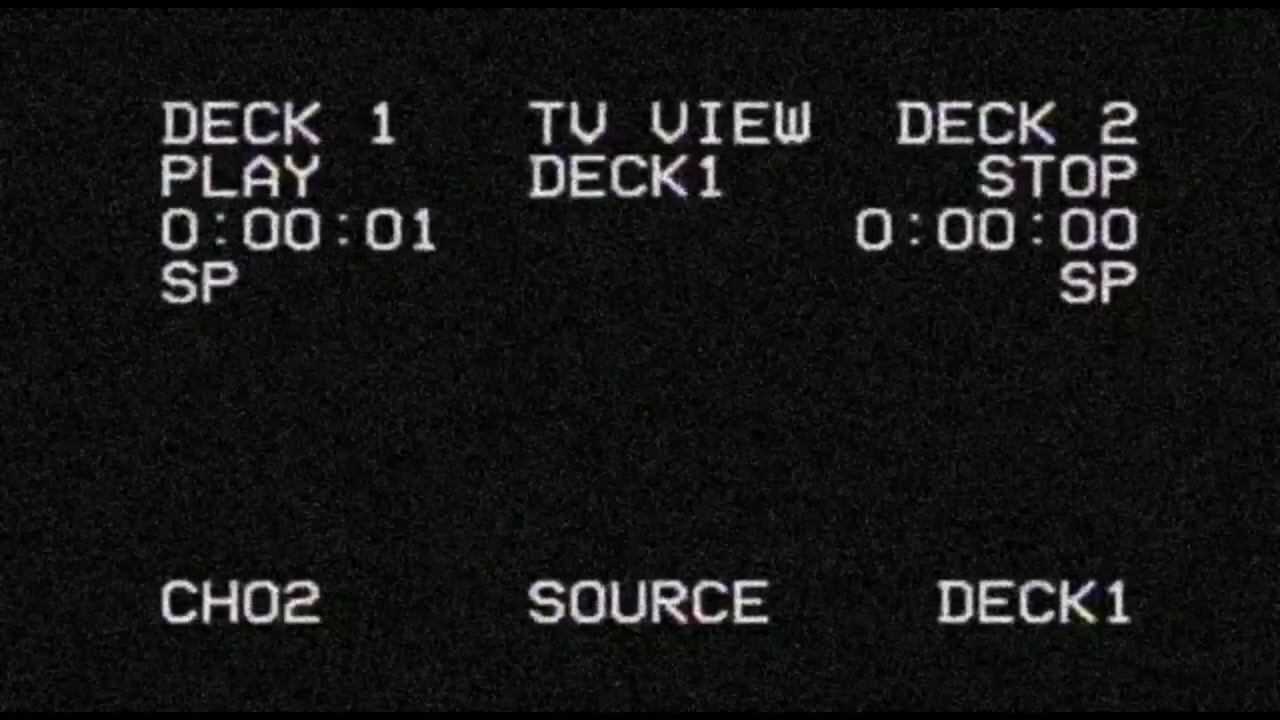 DECK 1 TV VIEW DECK 2
PLAY DECK1 STOP
0:00:01 0:00:00
SP SP
CH02 SOURCE DECK1